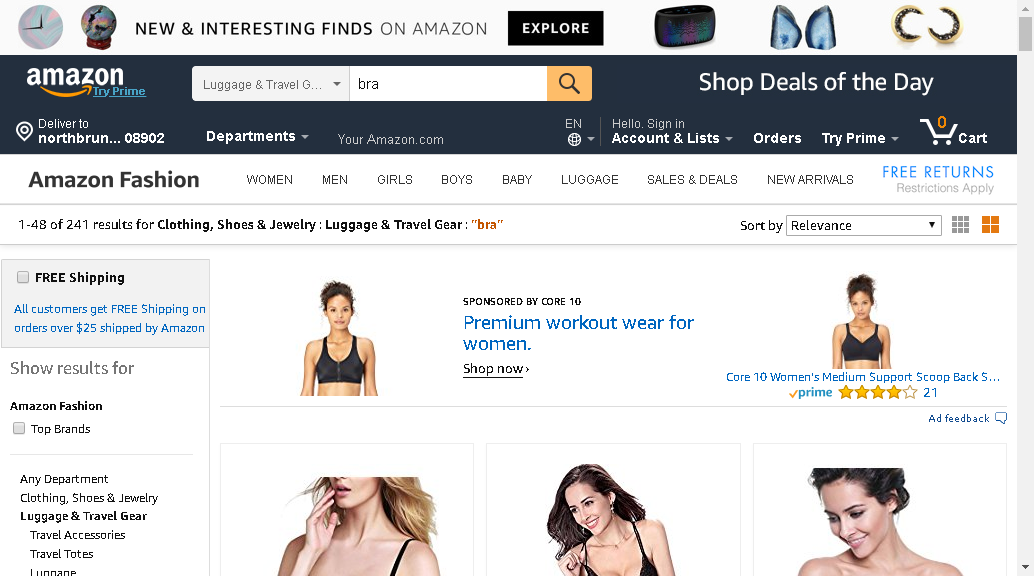 NEW & INTERESTING FINDS ON AMAZON EXPLORE
amazon
Try Prime
Luggage & Travel G... bra
Shop Deals of the Day
Deliver to
northbrun... 08902
Departments
Your Amazon.com
EN
Hello. Sign in
Account & Lists
Orders
Try Prime
0
Cart
Amazon Fashion WOMEN MEN GIRLS BOYS BABY LUGGAGE SALES & DEALS NEW ARRIVALS
FREE RETURNS
Restrictions Apply
1-48 of 241 results for Clothing, Shoes & Jewelry : Luggage & Travel Gear : "bra"
Sort by Relevance
FREE Shipping
All customers get FREE Shipping on
orders over $25 shipped by Amazon
Show results for
Amazon Fashion
Top Brands
Any Department
Clothing, Shoes & Jewelry
Luggage & Travel Gear
Travel Accessories
Travel Totes
Luggage
SPONSORED BY CORE 10
Premium workout wear for
women.
Shop now ›
Core 10 Women's Medium Support Scoop Back S...
prime 21
Ad feedback